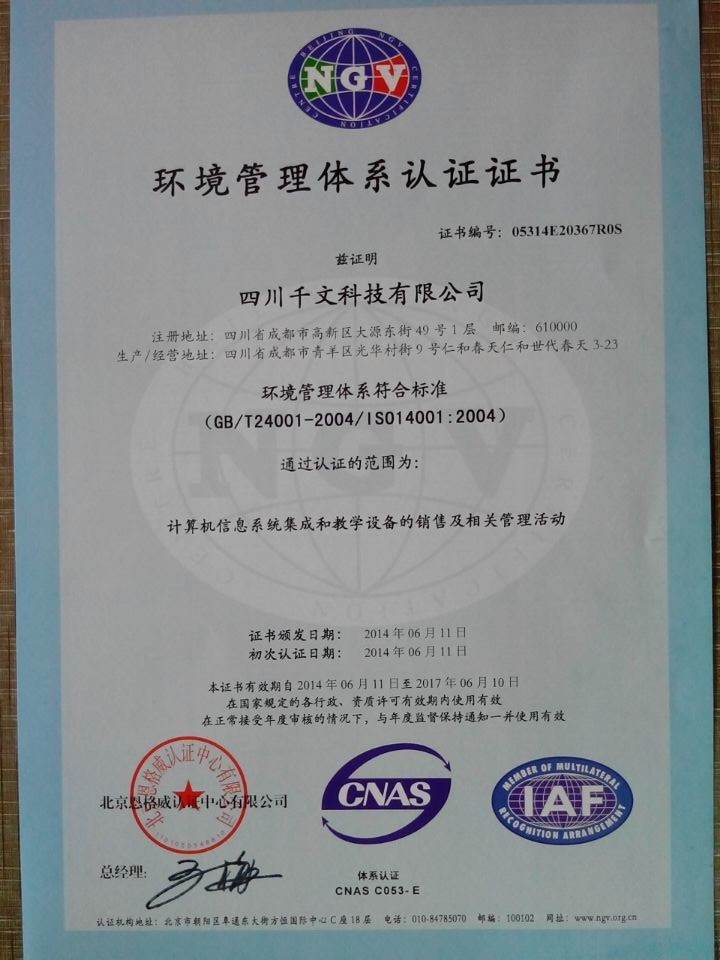 BEIJING NGV CERTIFICATION CENTRE
NGV
环境管理体系认证证书
证书编号：05314E20367R0S
兹证明
四川千文科技有限公司
注册地址：四川省成都市高新区大源东街49号1层 邮编：610000
生产/经营地址：四川省成都市青羊区光华村街9号仁和春天仁和世代春天3-23
环境管理体系符合标准
（GB/T24001-2004/ISO14001:2004）
通过认证的范围为：
计算机信息系统集成和教学设备的销售及相关管理活动
证书颁发日期： 2014年06月11日
初次认证日期： 2014年06月11日
本证书有效期自2014年06月11日至2017年06月10日
在国家规定的各行政、资质许可有效期内使用有效
在正常接受年度审核的情况下，与年度监督保持通知一并使用有效
北京恩格威认证中心有限公司
北京恩格威认证中心有限公司
CNAS
MEMBER OF MULTILATERAL
IAF
RECOGNITION ARRANGEMENT
总经理：
体系认证
CNAS C053-E
认证机构地址：北京市朝阳区阜通东大街方恒国际中心C座18层 电话：010-84785070 邮编：100102 网址：www.ngv.org.cn